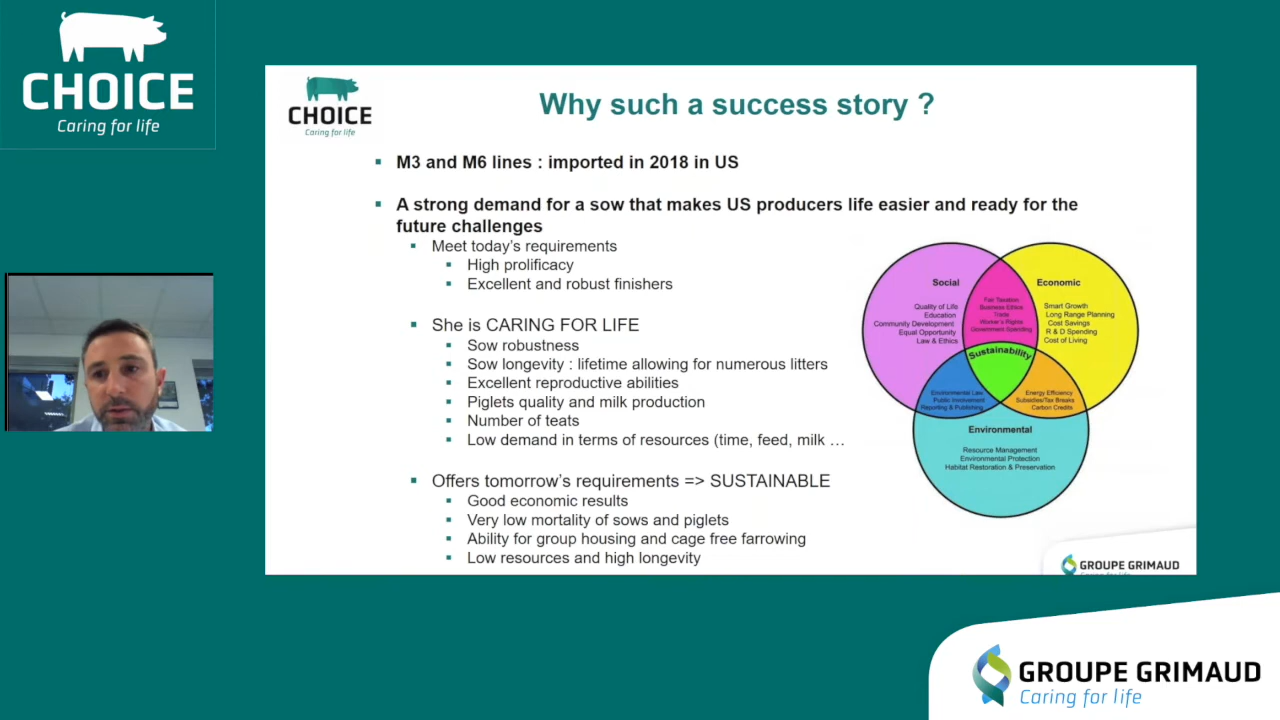 CHOICE
Caring for life
CHOICE
Caring for life
Why such a success story ?
M3 and M6 lines : imported in 2018 in US
A strong demand for a sow that makes US producers life easier and ready for the
future challenges
Meet today's requirements
High prolificacy
Excellent and robust finishers
She is CARING FOR LIFE
Sow robustness
Sow longevity : lifetime allowing for numerous litters
Excellent reproductive abilities
Piglets quality and milk production
Number of teats
Low demand in terms of resources (time, feed, milk …
Offers tomorrow's requirements => SUSTAINABLE
Good economic results
Very low mortality of sows and piglets
Ability for group housing and cage free farrowing
Low resources and high longevity
Social
Quality of Life
Education
Community Development
Equal Opportunity
Law & Ethics
Fair Taxation
Business Ethics
Trade
Worker's Rights
Government Spending
Economic
Smart Growth
Long Range Planning
Cost Savings
R & D Spending
Cost of Living
Sustainability
Environmental Law
Public Involvement
Reporting & Publishing
Energy Efficiency
Subsidies/Tax Breaks
Carbon Credits
Environmental
Resource Management
Environmental Protection
Habitat Restoration & Preservation
GROUPE GRIMAUD
Caring for life
GROUPE GRIMAUD
Caring for life